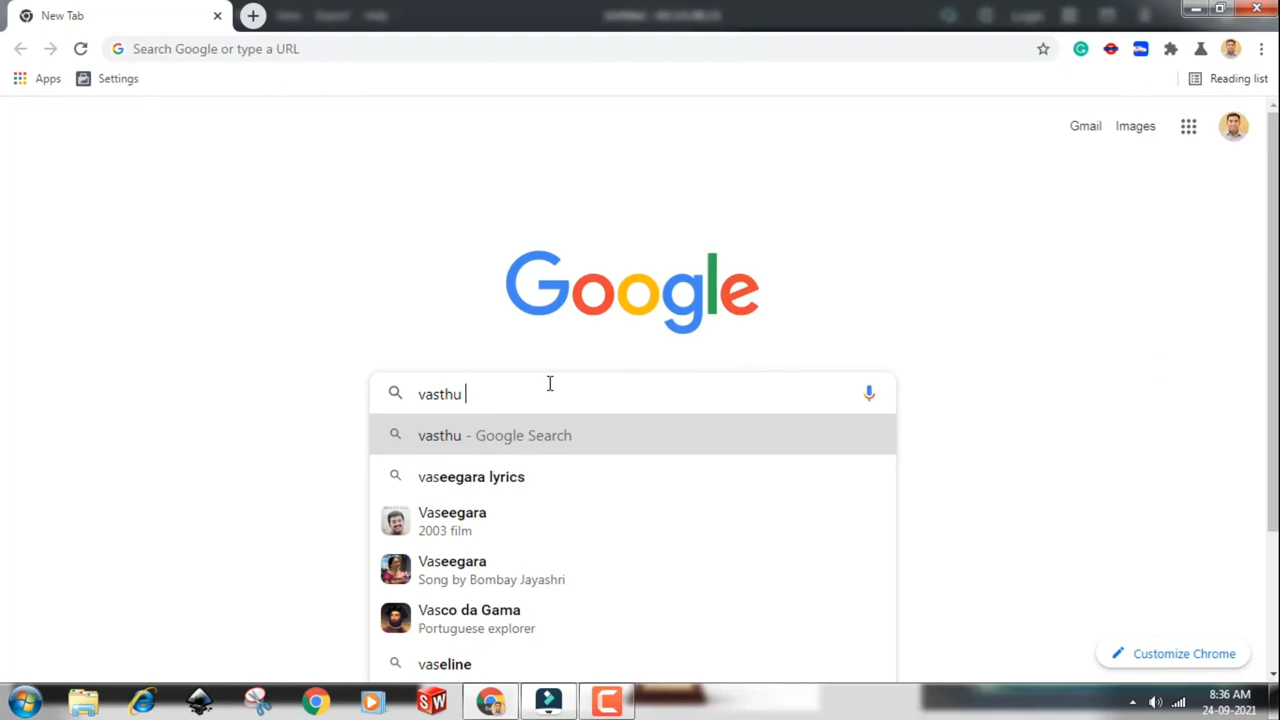 New Tab
Search Google or type a URL
Apps
Settings
Reading list
Gmail
Images
Google
vasthu
vasthu - Google Search
vaseegara lyrics
Vaseegara
2003 film
Vaseegara
Song by Bombay Jayashri
Vasco da Gama
Portuguese explorer
vaseline
Customize Chrome
SW
C
8:36 AM
24-09-2021